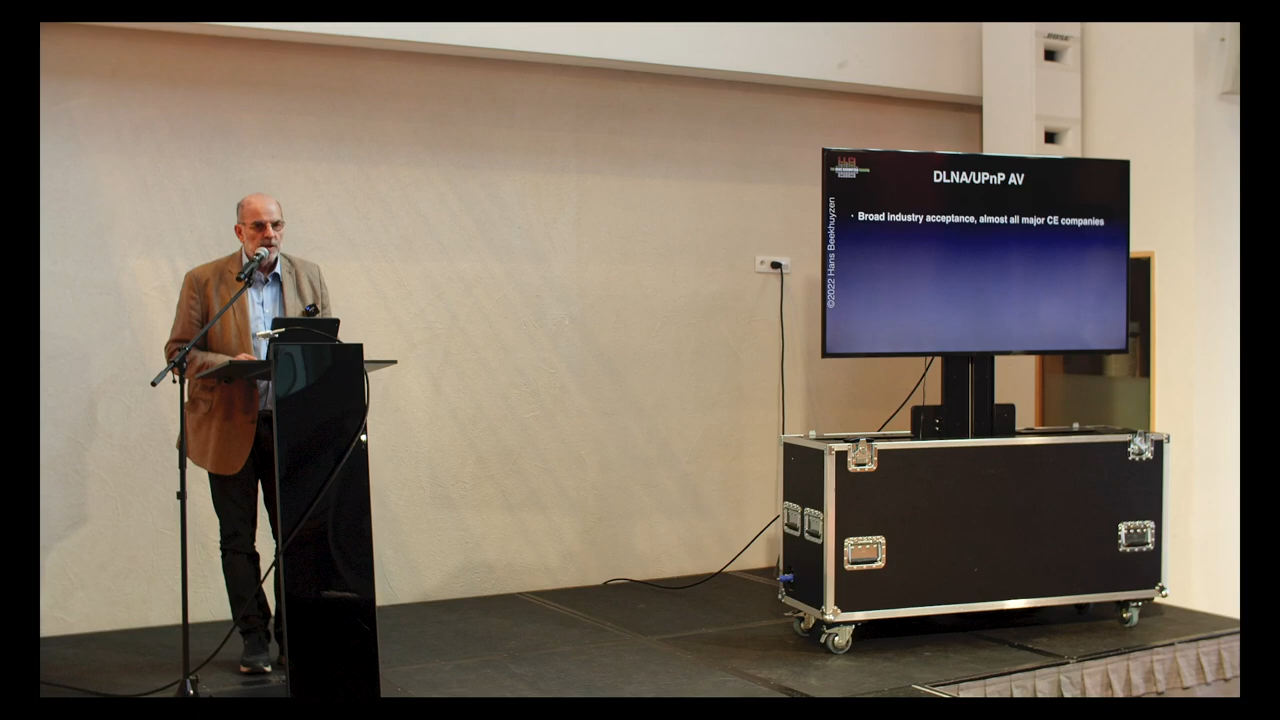 BOSE
DLNA/UPnP AV
· Broad industry acceptance, almost all major CE companies
©2022 Hans Beekhuyzen